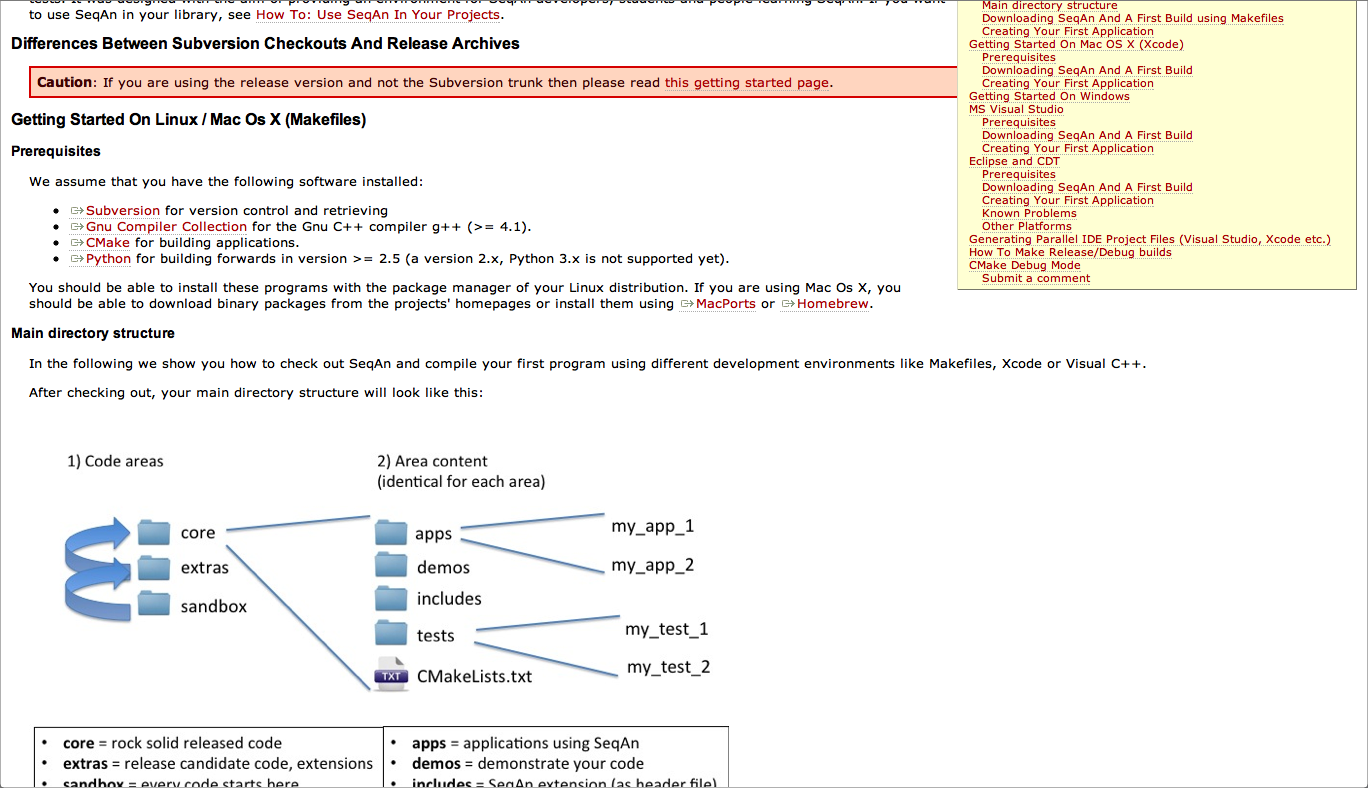 to use SeqAn in your library, see How To: Use SeqAn In Your Projects.
Differences Between Subversion Checkouts And Release Archives
Caution: If you are using the release version and not the Subversion trunk then please read this getting started page.
Getting Started On Linux / Mac Os X (Makefiles)
Prerequisites
We assume that you have the following software installed:
• Subversion for version control and retrieving
• Gnu Compiler Collection for the Gnu C++ compiler g++ (>= 4.1).
• CMake for building applications.
• Python for building forwards in version >= 2.5 (a version 2.x, Python 3.x is not supported yet).
You should be able to install these programs with the package manager of your Linux distribution. If you are using Mac Os X, you
should be able to download binary packages from the projects' homepages or install them using MacPorts or Homebrew.
Main directory structure
In the following we show you how to check out SeqAn and compile your first program using different development environments like Makefiles, Xcode or Visual C++.
After checking out, your main directory structure will look like this:
Main directory structure
Downloading SeqAn And A First Build using Makefiles
Creating Your First Application
Getting Started On Mac OS X (Xcode)
Prerequisites
Downloading SeqAn And A First Build
Creating Your First Application
Getting Started On Windows
MS Visual Studio
Prerequisites
Downloading SeqAn And A First Build
Creating Your First Application
Eclipse and CDT
Prerequisites
Downloading SeqAn And A First Build
Creating Your First Application
Known Problems
Other Platforms
Generating Parallel IDE Project Files (Visual Studio, Xcode etc.)
How To Make Release/Debug builds
CMake Debug Mode
Submit a comment
1) Code areas
core
extras
sandbox
2) Area content
(identical for each area)
apps
demos
includes
tests
TXT CMakeLists.txt
my_app_1
my_app_2
my_test_1
my_test_2
• core = rock solid released code
• extras = release candidate code, extensions
• sandbox = every code starts here
• apps = applications using SeqAn
• demos = demonstrate your code
• includes = SeqAn extension (as header file)